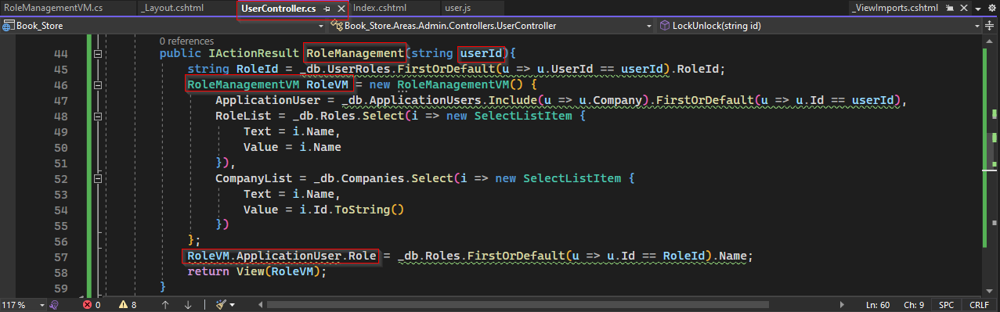 RoleManagementVM.cs _Layout.cshtml UserController.cs Index.cshtml user.js _ViewImports.cshtml
Book_Store Book_Store.Areas.Admin.Controllers.UserController LockUnlock(string id)
0 references
44 public IActionResult RoleManagement(string userId){
45 string RoleId = _db.UserRoles.FirstOrDefault(u => u.UserId == userId).RoleId;
46 RoleManagementVM RoleVM = new RoleManagementVM() {
47 ApplicationUser = _db.ApplicationUsers.Include(u => u.Company).FirstOrDefault(u => u.Id == userId),
48 RoleList = _db.Roles.Select(i => new SelectListItem {
49 Text = i.Name,
50 Value = i.Name
51 }),
52 CompanyList = _db.Companies.Select(i => new SelectListItem {
53 Text = i.Name,
54 Value = i.Id.ToString()
55 })
56 };
57 RoleVM.ApplicationUser.Role = _db.Roles.FirstOrDefault(u => u.Id == RoleId).Name;
58 return View(RoleVM);
59 }
117 % 0 8 Ln: 60 Ch: 9 SPC CRLF